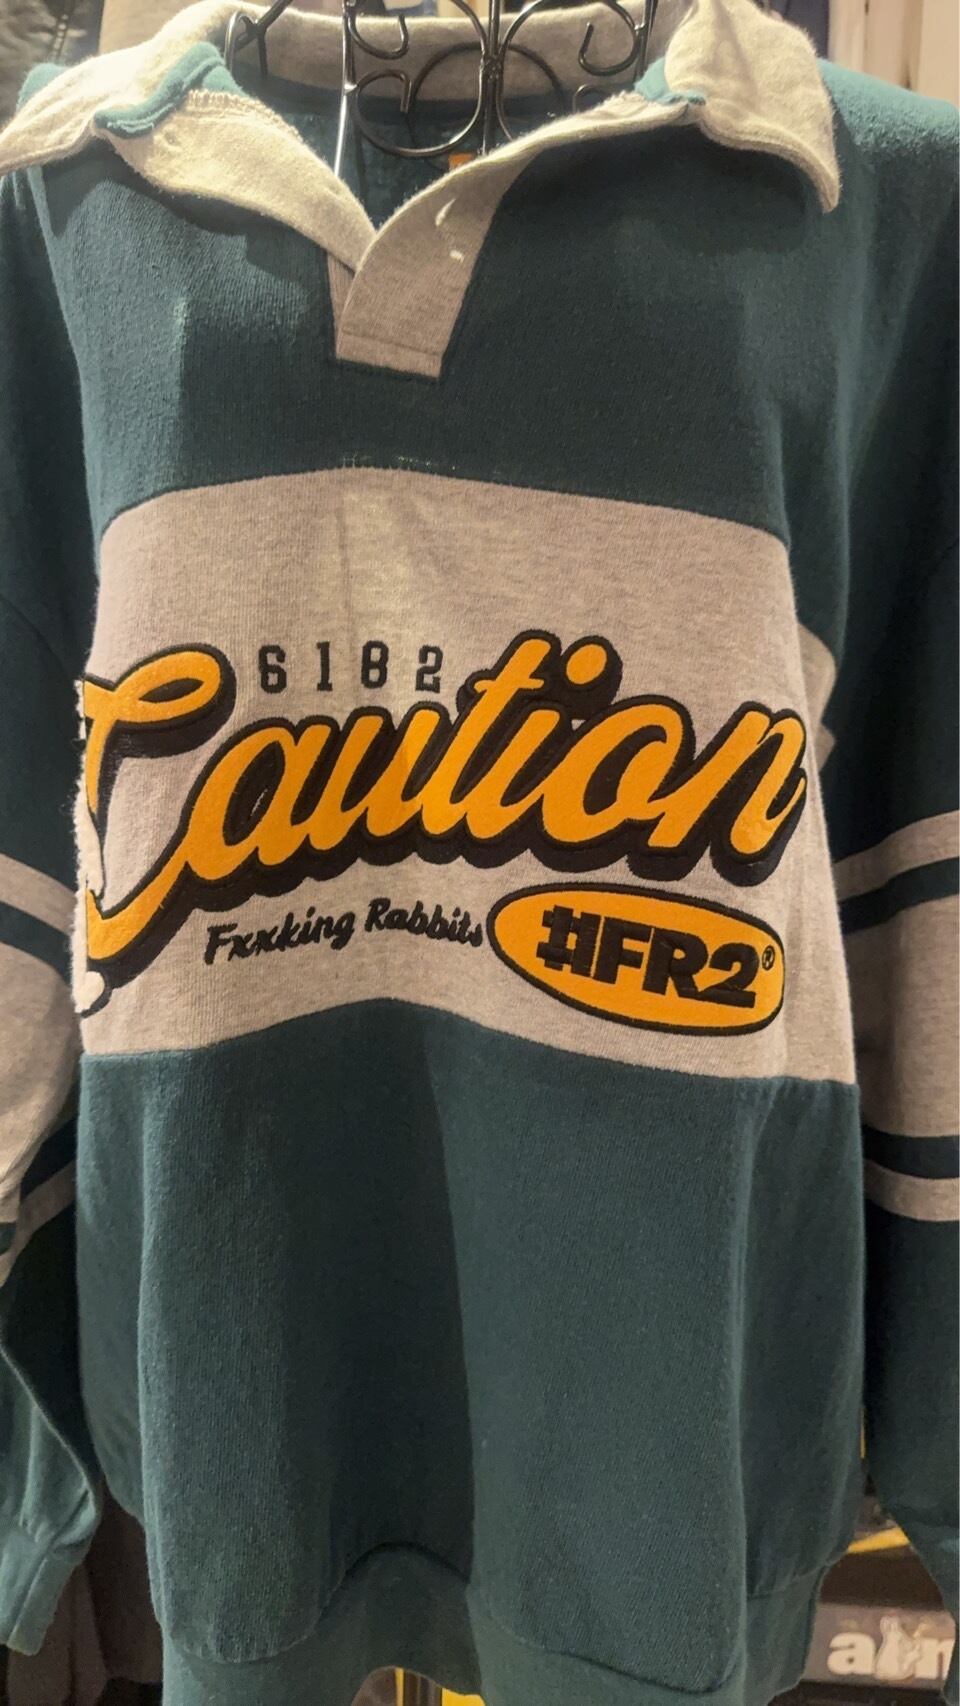 6182
Caution
Fxxking Rabbits
#FR2®